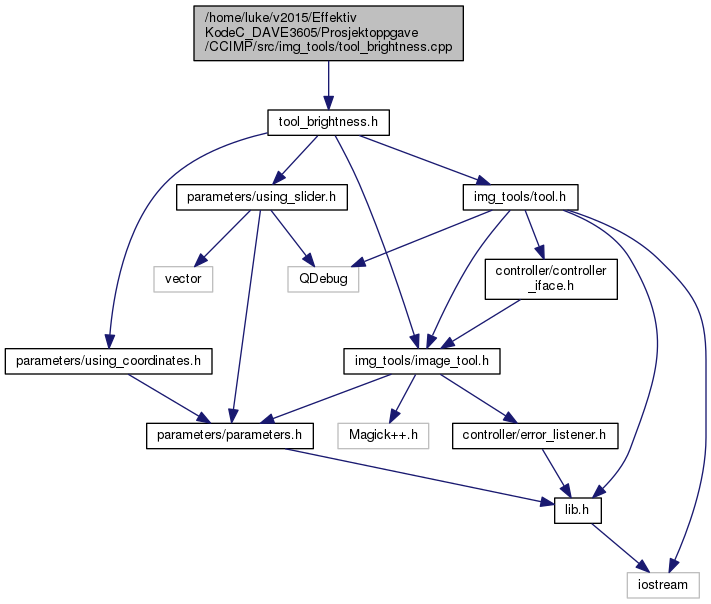 /home/luke/v2015/Effektiv
KodeC_DAVE3605/Prosjektoppgave
/CCIMP/src/img_tools/tool_brightness.cpp
tool_brightness.h
parameters/using_slider.h
img_tools/tool.h
vector
QDebug
controller/controller
_iface.h
parameters/using_coordinates.h
img_tools/image_tool.h
parameters/parameters.h
Magick++.h
controller/error_listener.h
lib.h
iostream